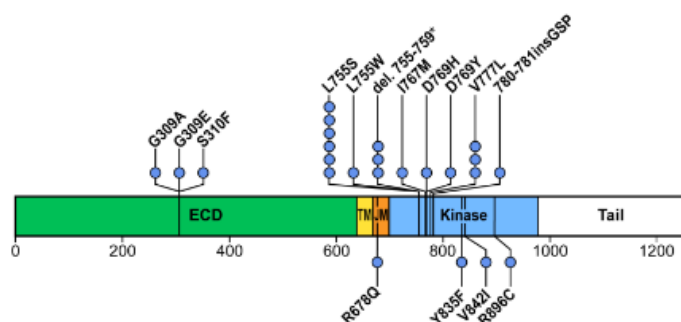 G309A
G309E
S310F
L755S
L755W
del. 755-759*
I767M
D769H
D769Y
V777L
780-781insGSP
ECD TM JM Kinase Tail
0 200 400 600 800 1000 1200
R678Q
Y835F
V842I
R896C